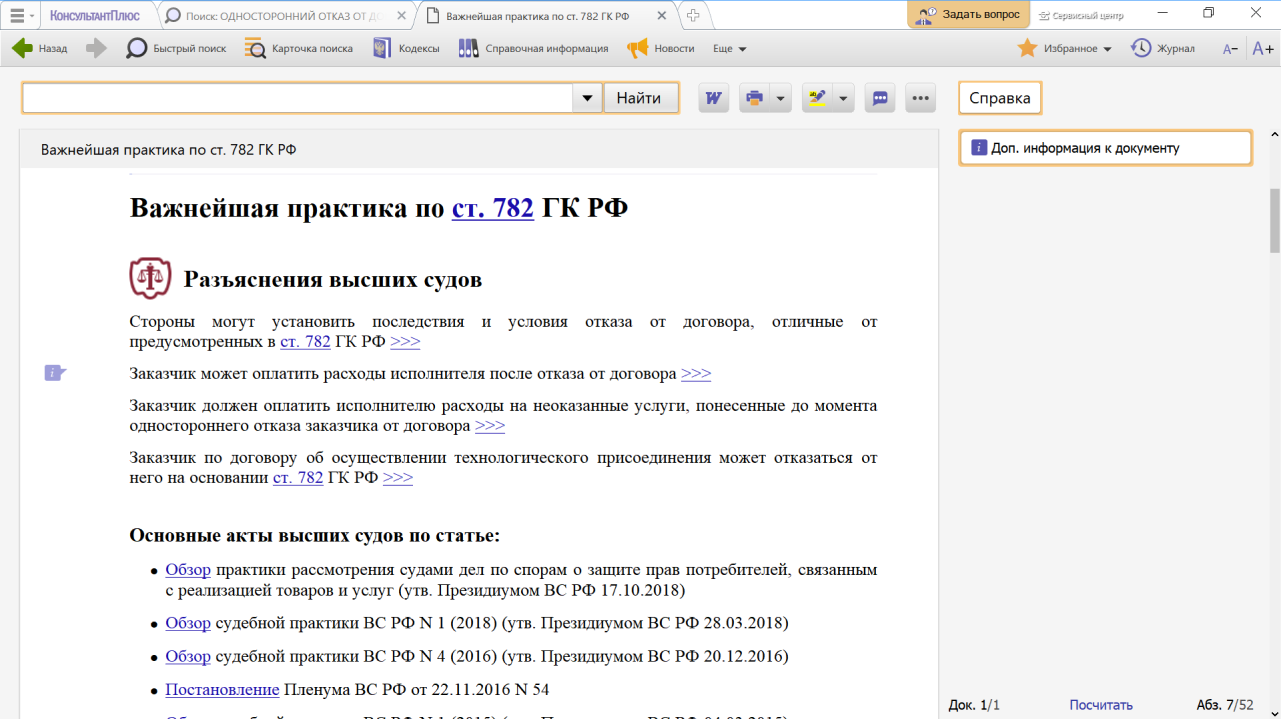 КонсультантПлюс
Поиск: ОДНОСТОРОННИЙ ОТКАЗ ОТ ДО
Важнейшая практика по ст. 782 ГК РФ
Задать вопрос
Сервисный центр
Назад
Быстрый поиск
Карточка поиска
Кодексы
Справочная информация
Новости
Еще
Избранное
Журнал
A−
A+
Найти
W
Справка
Важнейшая практика по ст. 782 ГК РФ
i Доп. информация к документу
Важнейшая практика по ст. 782 ГК РФ
Разъяснения высших судов
Стороны могут установить последствия и условия отказа от договора, отличные от
предусмотренных в ст. 782 ГК РФ >>>
i
Заказчик может оплатить расходы исполнителя после отказа от договора >>>
Заказчик должен оплатить исполнителю расходы на неоказанные услуги, понесенные до момента
одностороннего отказа заказчика от договора >>>
Заказчик по договору об осуществлении технологического присоединения может отказаться от
него на основании ст. 782 ГК РФ >>>
Основные акты высших судов по статье:
• Обзор практики рассмотрения судами дел по спорам о защите прав потребителей, связанным
с реализацией товаров и услуг (утв. Президиумом ВС РФ 17.10.2018)
• Обзор судебной практики ВС РФ N 1 (2018) (утв. Президиумом ВС РФ 28.03.2018)
• Обзор судебной практики ВС РФ N 4 (2016) (утв. Президиумом ВС РФ 20.12.2016)
• Постановление Пленума ВС РФ от 22.11.2016 N 54
Док. 1/1
Посчитать
Абз. 7/52